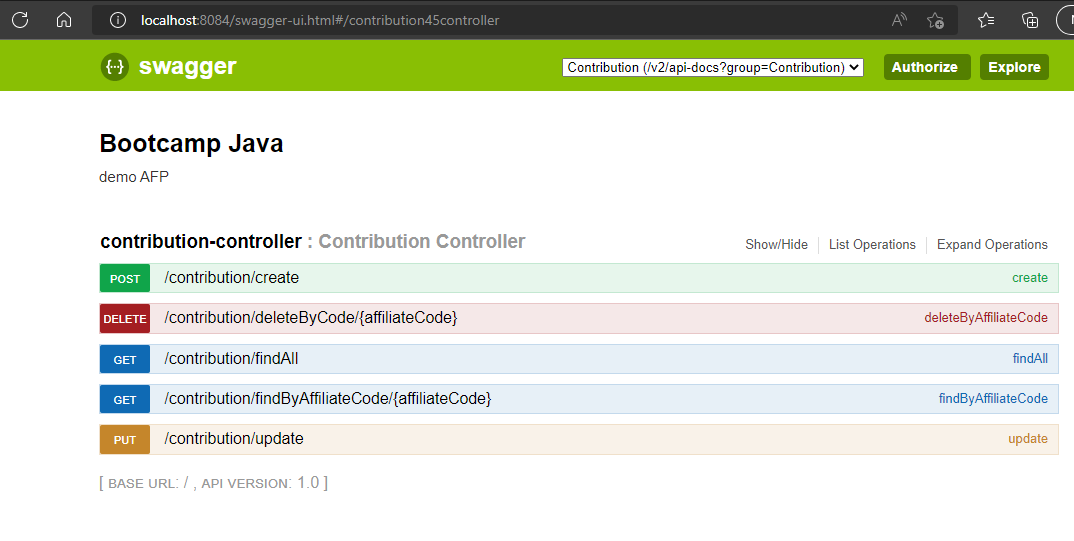 localhost:8084/swagger-ui.html#/contribution45controller
{···} swagger
Contribution (/v2/api-docs?group=Contribution)
Authorize
Explore
Bootcamp Java
demo AFP
contribution-controller : Contribution Controller
Show/Hide
List Operations
Expand Operations
POST /contribution/create create
DELETE /contribution/deleteByCode/{affiliateCode} deleteByAffiliateCode
GET /contribution/findAll findAll
GET /contribution/findByAffiliateCode/{affiliateCode} findByAffiliateCode
PUT /contribution/update update
[ BASE URL: / , API VERSION: 1.0 ]